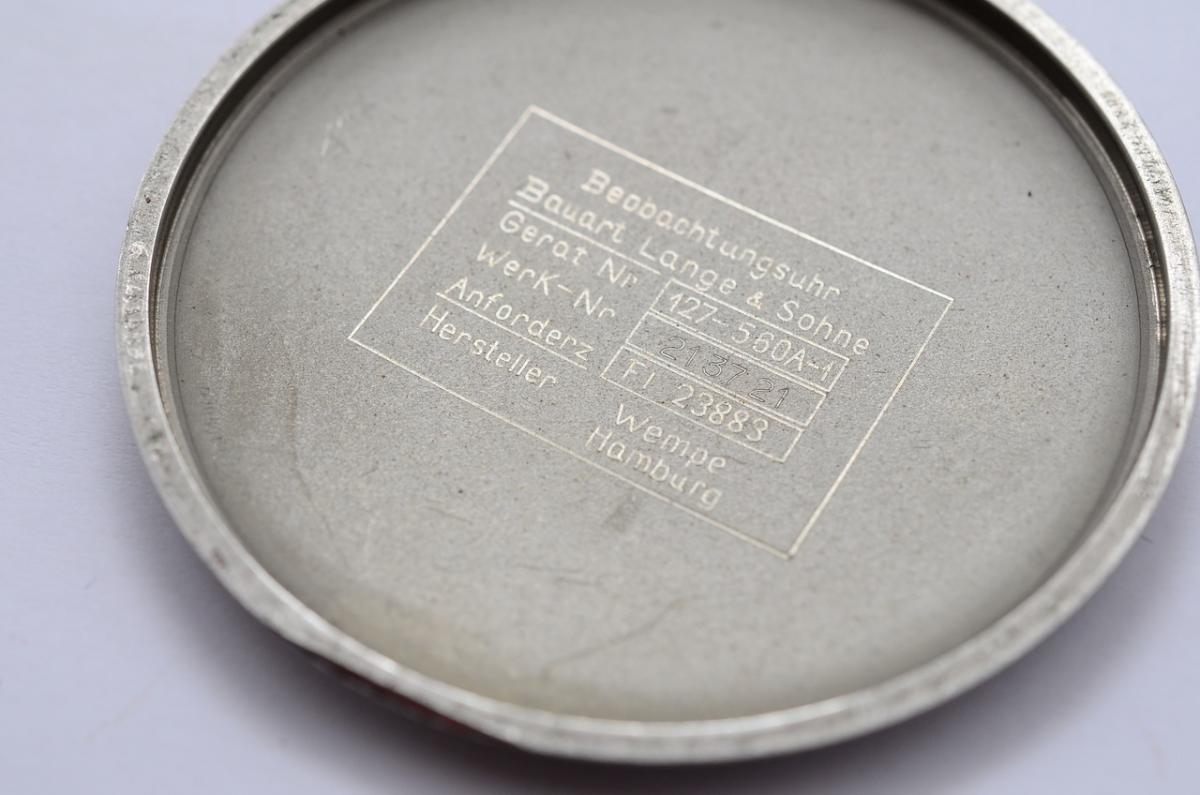 Beobachtungsuhr
Bauart Lange & Sohne
Gerat Nr 127-560A-1
Werk-Nr 213721
Anforderz Fl 23883
Hersteller Wempe
Hamburg